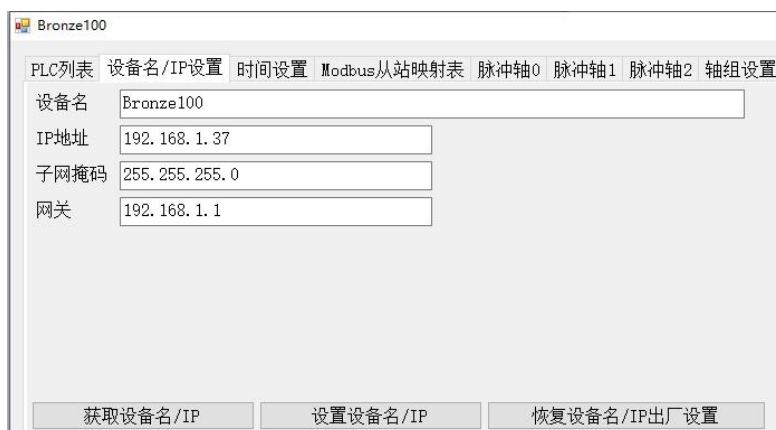 Bronze100
PLC列表 设备名/IP设置 时间设置 Modbus从站映射表 脉冲轴0 脉冲轴1 脉冲轴2 轴组设置
设备名 Bronze100
IP地址 192.168.1.37
子网掩码 255.255.255.0
网关 192.168.1.1
获取设备名/IP 设置设备名/IP 恢复设备名/IP出厂设置